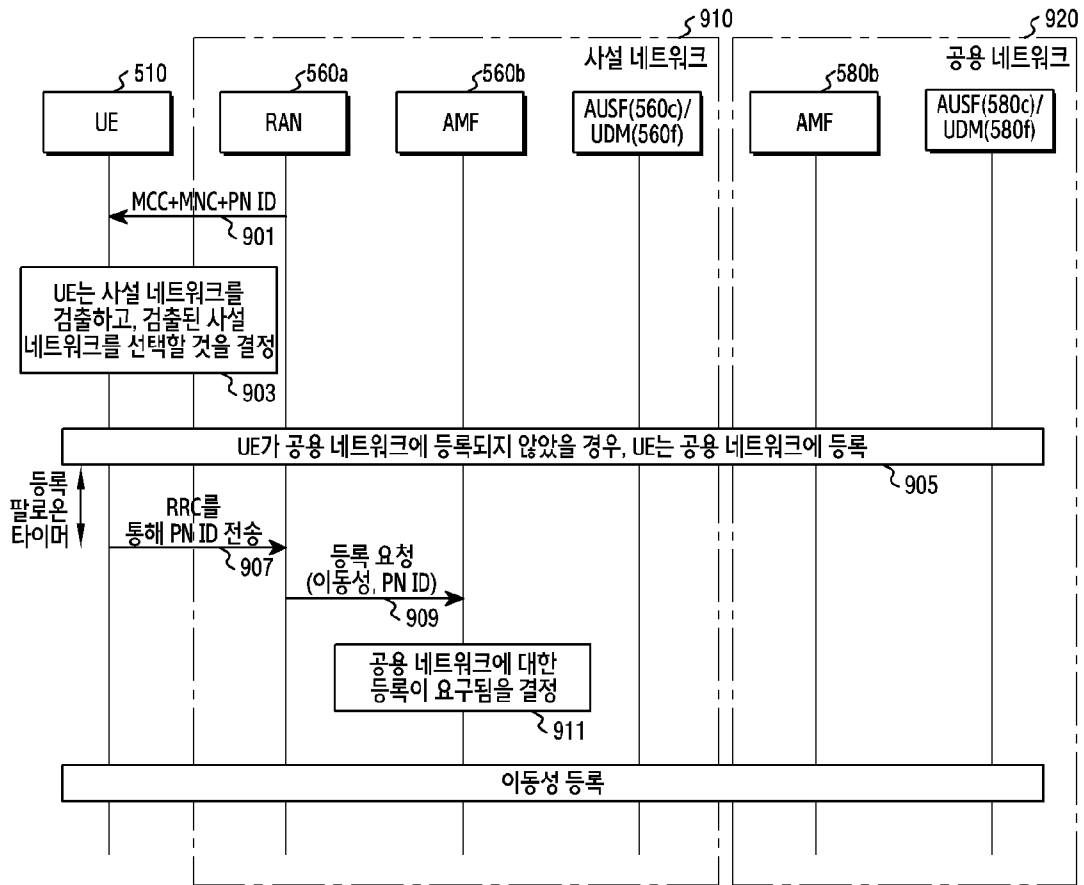 910
920
사설 네트워크
공용 네트워크
510
560a
560b
580b
UE
RAN
AMF
AUSF(560c)/
UDM(560f)
AMF
AUSF(580c)/
UDM(580f)
MCC+MNC+PN ID
901
UE는 사설 네트워크를
검출하고, 검출된 사설
네트워크를 선택할 것을 결정
903
UE가 공용 네트워크에 등록되지 않았을 경우, UE는 공용 네트워크에 등록
905
등록
팔로온
타이머
RRC를
통해 PN ID 전송
907
등록 요청
(이동성, PN ID)
909
공용 네트워크에 대한
등록이 요구됨을 결정
911
이동성 등록